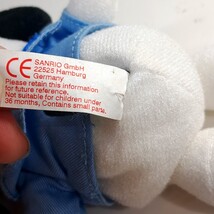 CE
SANRIO GmbH
22525 Hamburg
Germany
Please retain this information
for future reference.
Not suitable for children under
36 months, Contains small parts.